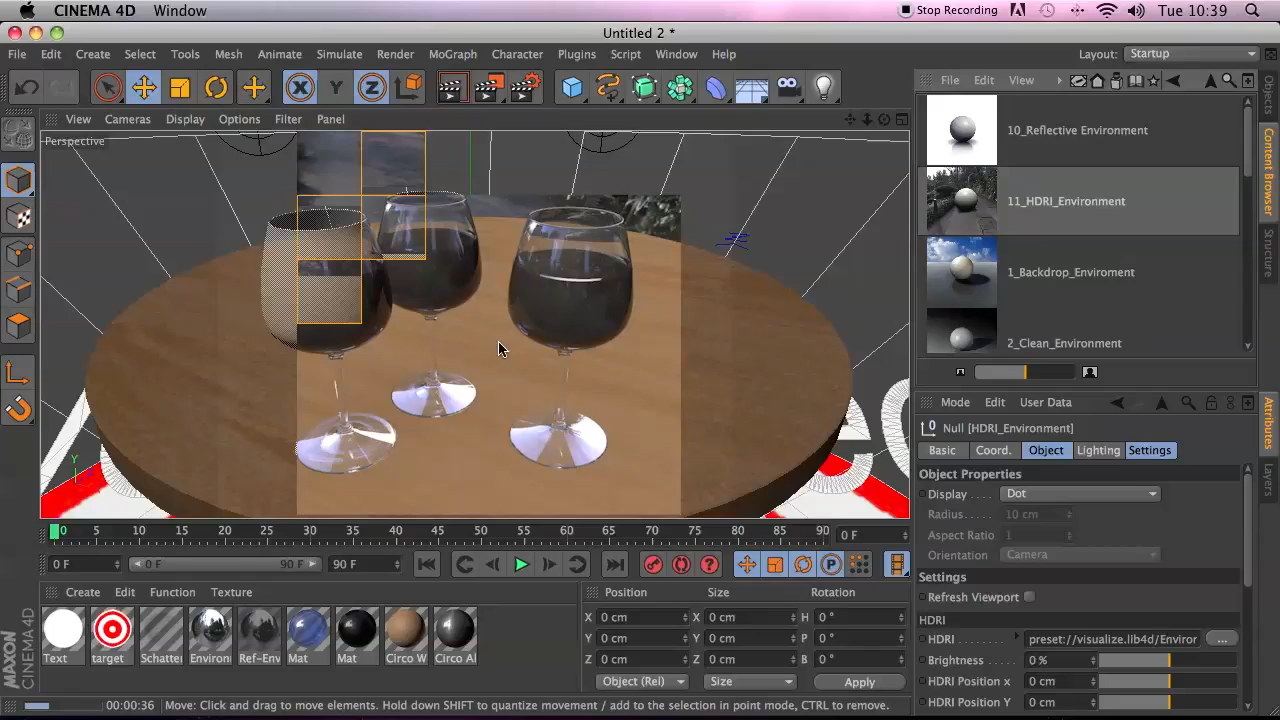 CINEMA 4D Window Stop Recording Tue 10:39
Untitled 2 *
File Edit Create Select Tools Mesh Animate Simulate Render MoGraph Character Plugins Script Window Help Layout: Startup
X Y Z
File Edit View
View Cameras Display Options Filter Panel
Perspective
10_Reflective Environment
11_HDRI_Environment
1_Backdrop_Enviroment
2_Clean_Environment
Objects
Content Browser
Structure
Mode Edit User Data
Null [HDRI_Environment]
Basic Coord. Object Lighting Settings
Object Properties
Display Dot
Radius 10 cm
Aspect Ratio 1
Orientation Camera
Settings
Refresh Viewport
HDRI
HDRI preset://visualize.lib4d/Environ ...
Brightness 0 %
HDRI Position x 0 cm
HDRI Position Y 0 cm
Attributes
Layers
Y
0 5 10 15 20 25 30 35 40 45 50 55 60 65 70 75 80 85 90 0 F
0 F 0 F 90 F 90 F P
Create Edit Function Texture
Text target Schatter Environ Ref-Env Mat Mat Circo W Circo Al
Position Size Rotation
X 0 cm X 0 cm H 0 °
Y 0 cm Y 0 cm P 0 °
Z 0 cm Z 0 cm B 0 °
Object (Rel) Size Apply
MAXON
CINEMA 4D
00:00:36 Move: Click and drag to move elements. Hold down SHIFT to quantize movement / add to the selection in point mode, CTRL to remove.